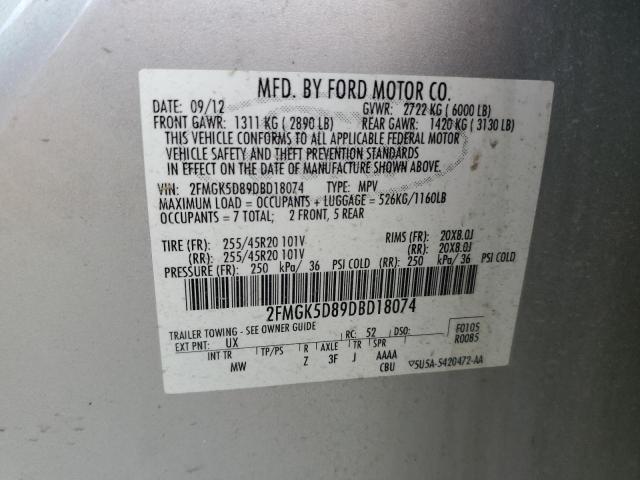 MFD. BY FORD MOTOR CO.
DATE: 09/12 GVWR: 2722 KG ( 6000 LB)
FRONT GAWR: 1311 KG ( 2890 LB) REAR GAWR: 1420 KG ( 3130 LB)
THIS VEHICLE CONFORMS TO ALL APPLICABLE FEDERAL MOTOR
VEHICLE SAFETY AND THEFT PREVENTION STANDARDS
IN EFFECT ON THE DATE OF MANUFACTURE SHOWN ABOVE.
VIN: 2FMGK5D89DBD18074 TYPE: MPV
MAXIMUM LOAD = OCCUPANTS + LUGGAGE = 526KG/1160LB
OCCUPANTS = 7 TOTAL; 2 FRONT, 5 REAR
TIRE (FR): 255/45R20 101V RIMS (FR): 20X8.0J
(RR): 255/45R20 101V (RR): 20X8.0J
PRESSURE (FR): 250 kPa/ 36 PSI COLD (RR): 250 kPa/ 36 PSI COLD
2FMGK5D89DBD18074
TRAILER TOWING - SEE OWNER GUIDE
EXT PNT: UX RC: 52 DSO: F0105
R0085
INT TR TP/PS R AXLE TR SPR
MW Z 3F J AAAA
CBU 5U5A-5420472-AA